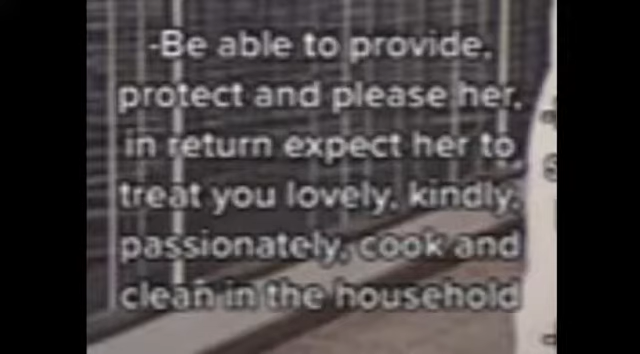 -Be able to provide,
protect and please her,
in return expect her to
treat you lovely, kindly,
passionately, cook and
clean in the household